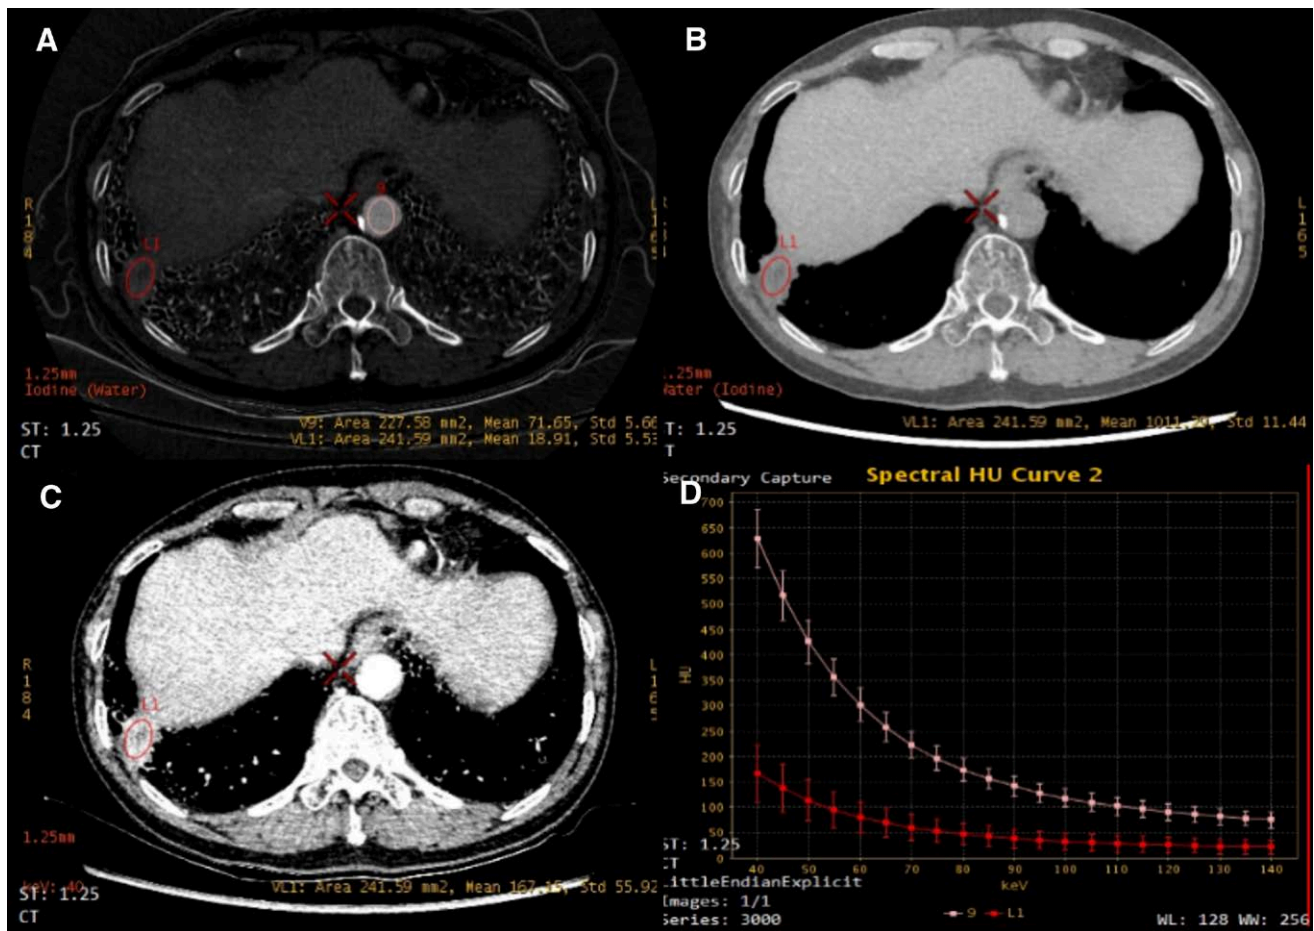 A
B
9
L1
L1
R
1
8
4
L
1
6
5
1.25mm
Iodine (Water)
ST: 1.25
CT
V9: Area 227.58 mm2, Mean 71.65, Std 5.66
VL1: Area 241.59 mm2, Mean 18.91, Std 5.53
.25mm
Water (Iodine)
T: 1.25
T
VL1: Area 241.59 mm2, Mean 1011.20, Std 11.44
L
1
6
5
C
L1
R
1
8
4
L
1
6
5
1.25mm
keV: 40
ST: 1.25
CT
VL1: Area 241.59 mm2, Mean 167.15, Std 55.92
D
Secondary Capture
Spectral HU Curve 2
700
650
600
550
500
450
400
350
300
250
200
150
100
50
0
HU
40 50 60 70 80 90 100 110 120 130 140
keV
9 L1
ST: 1.25
CT
LittleEndianExplicit
Images: 1/1
Series: 3000
WL: 128 WW: 256